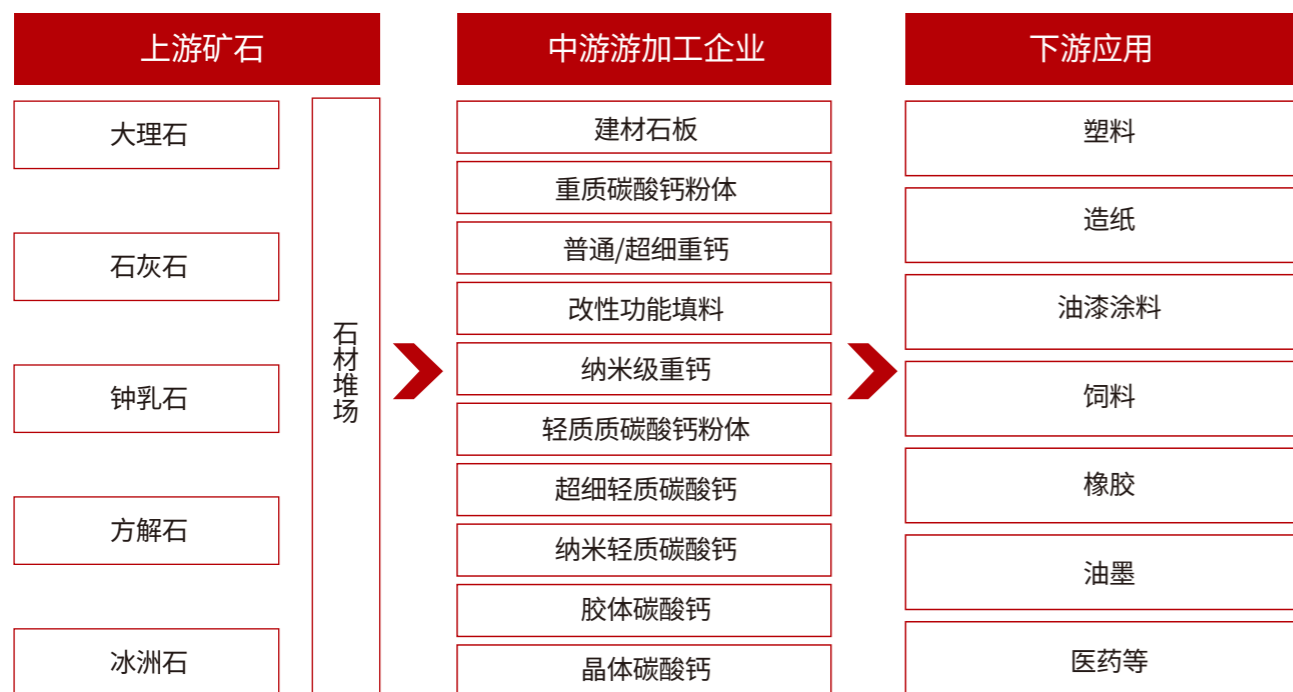 上游矿石
大理石
石灰石
钟乳石
方解石
冰洲石
石材堆场
中游游加工企业
建材石板
重质碳酸钙粉体
普通/超细重钙
改性功能填料
纳米级重钙
轻质质碳酸钙粉体
超细轻质碳酸钙
纳米轻质碳酸钙
胶体碳酸钙
晶体碳酸钙
下游应用
塑料
造纸
油漆涂料
饲料
橡胶
油墨
医药等